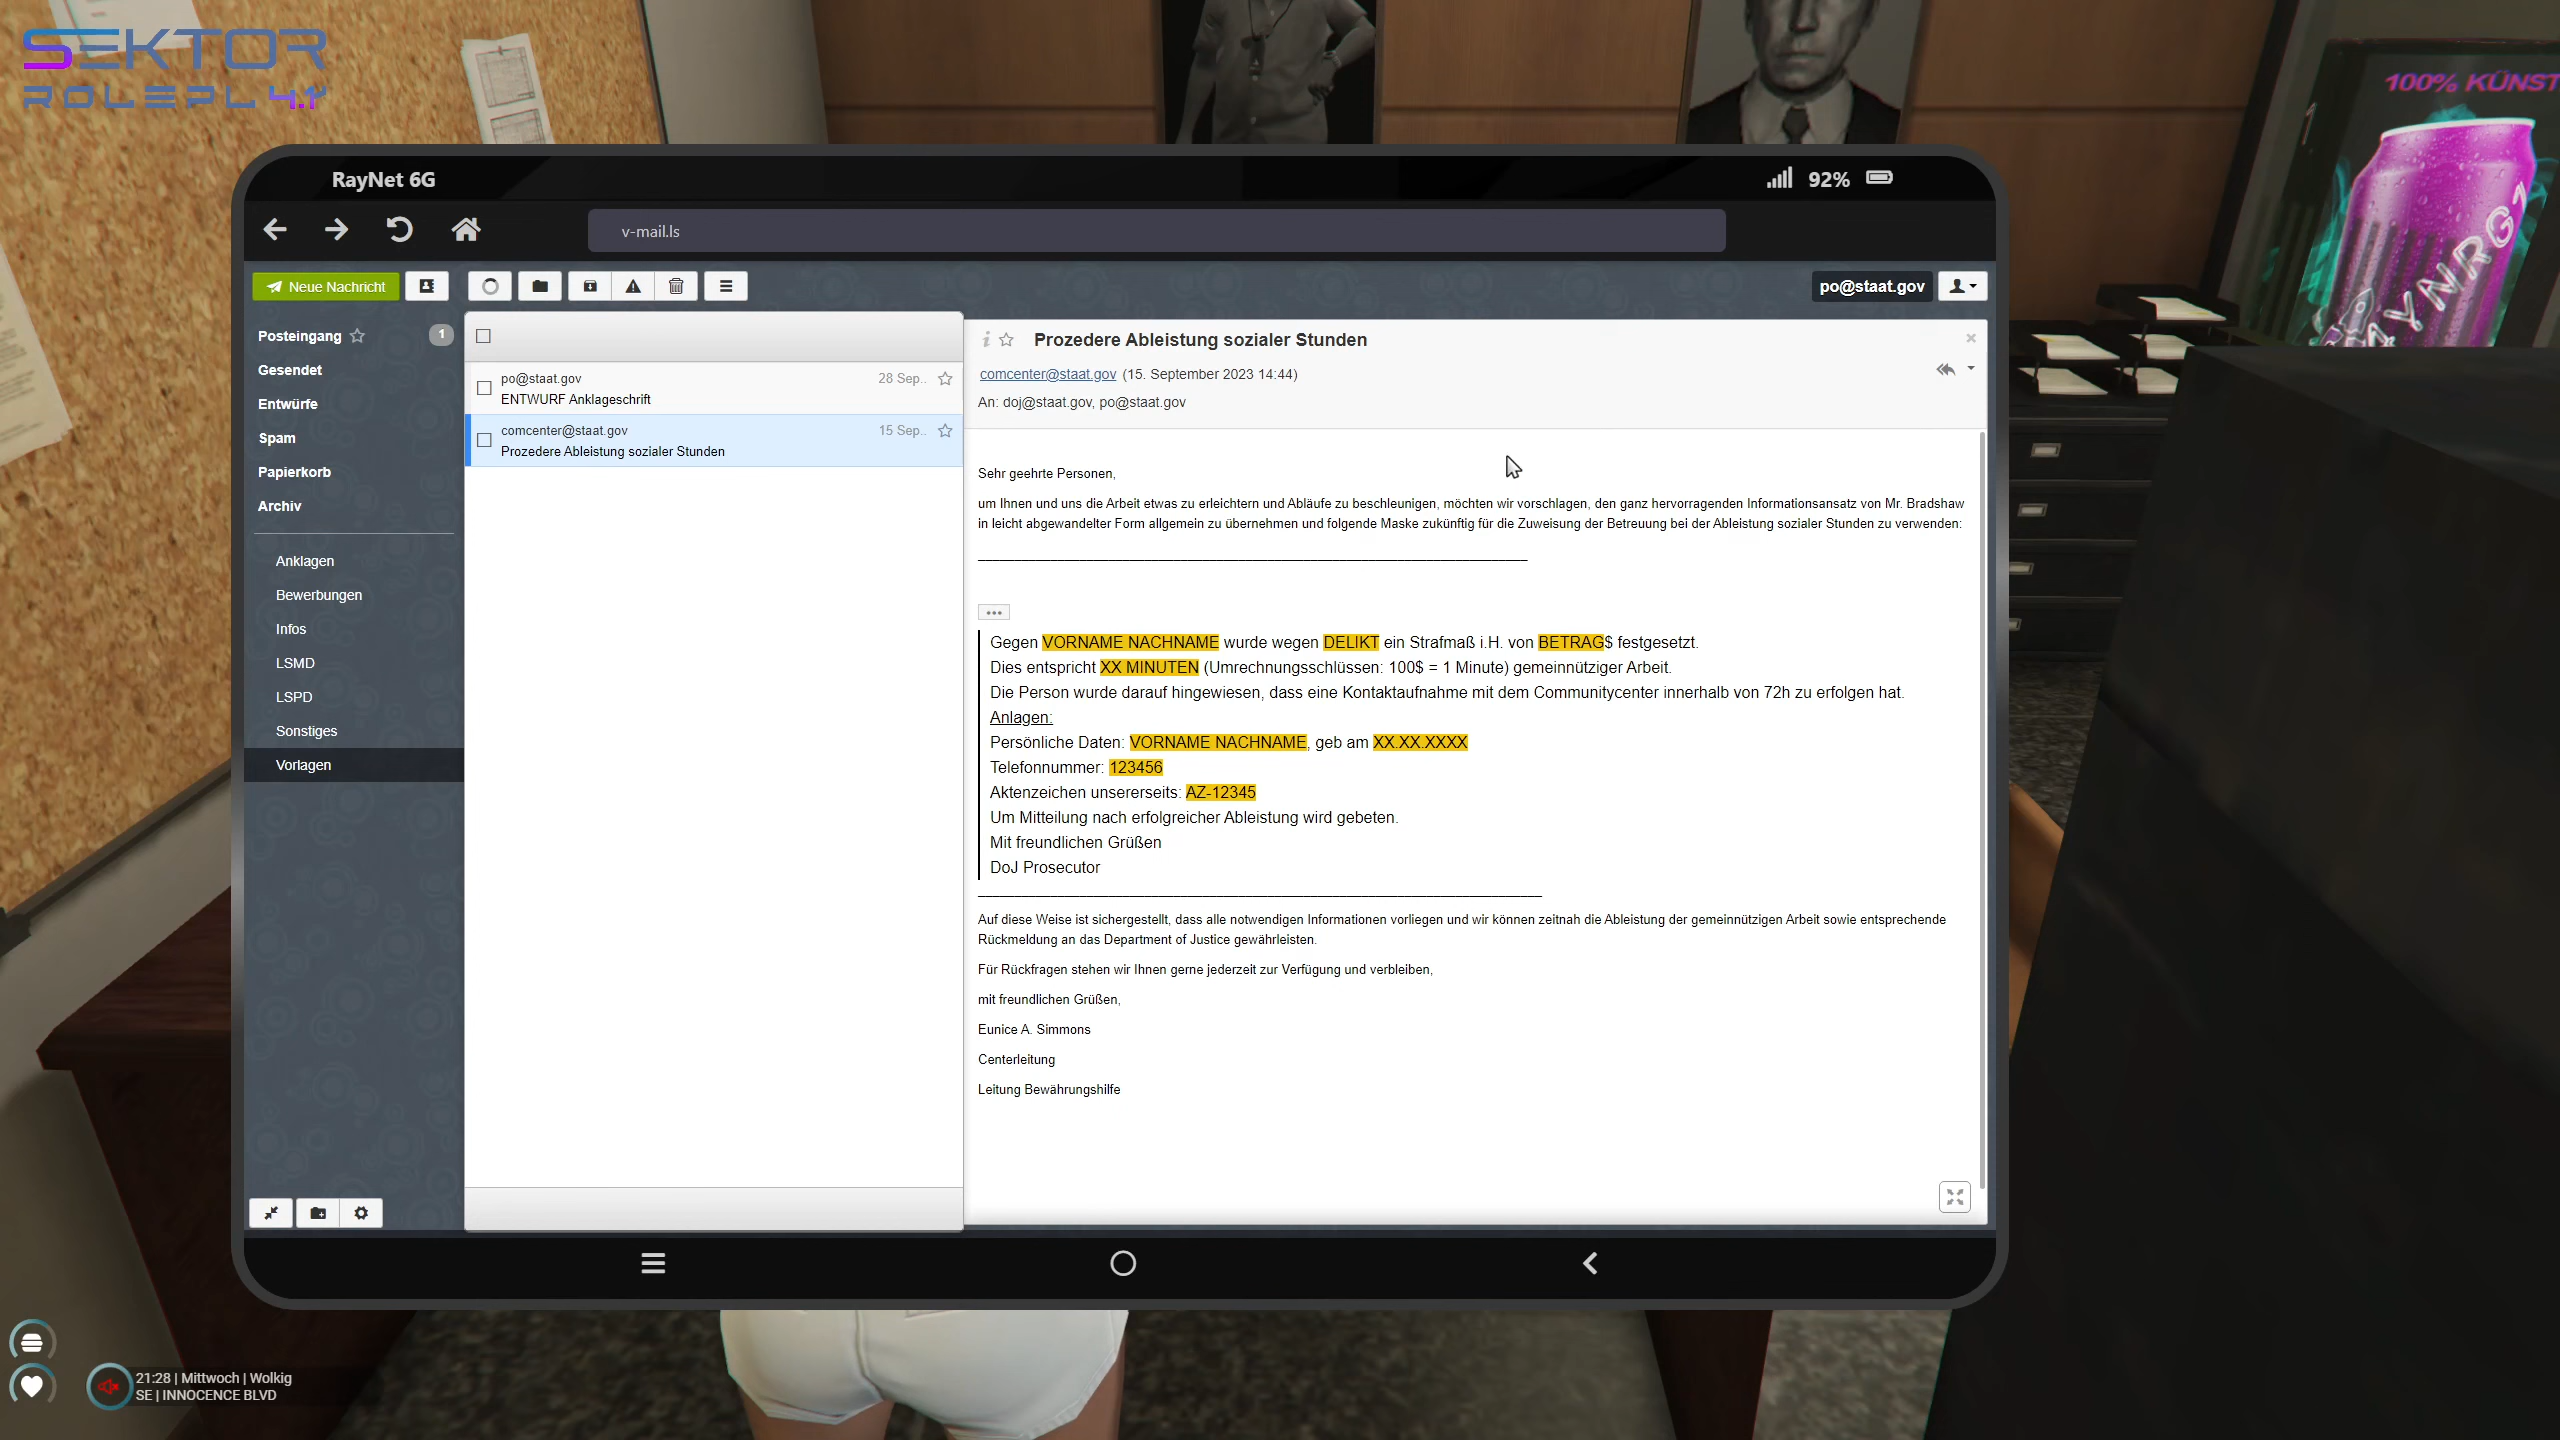 SEKTOR
ROLEPL4.Y
100% KÜNST
RAYNRGY
RayNet 6G
92%
v-mail.ls
Neue Nachricht
po@staat.gov
Posteingang
1
Gesendet
Entwürfe
Spam
Papierkorb
Archiv
Anklagen
Bewerbungen
Infos
LSMD
LSPD
Sonstiges
Vorlagen
po@staat.gov
28 Sep..
ENTWURF Anklageschrift
comcenter@staat.gov
15 Sep..
Prozedere Ableistung sozialer Stunden
Prozedere Ableistung sozialer Stunden
comcenter@staat.gov (15. September 2023 14:44)
An: doj@staat.gov, po@staat.gov
Sehr geehrte Personen,
um Ihnen und uns die Arbeit etwas zu erleichtern und Abläufe zu beschleunigen, möchten wir vorschlagen, den ganz hervorragenden Informationsansatz von Mr. Bradshaw
in leicht abgewandelter Form allgemein zu übernehmen und folgende Maske zukünftig für die Zuweisung der Betreuung bei der Ableistung sozialer Stunden zu verwenden:
Gegen VORNAME NACHNAME wurde wegen DELIKT ein Strafmaß i.H. von BETRAG$ festgesetzt.
Dies entspricht XX MINUTEN (Umrechnungsschlüssen: 100$ = 1 Minute) gemeinnütziger Arbeit.
Die Person wurde darauf hingewiesen, dass eine Kontaktaufnahme mit dem Communitycenter innerhalb von 72h zu erfolgen hat.
Anlagen:
Persönliche Daten: VORNAME NACHNAME, geb am XX.XX.XXXX
Telefonnummer: 123456
Aktenzeichen unsererseits: AZ-12345
Um Mitteilung nach erfolgreicher Ableistung wird gebeten.
Mit freundlichen Grüßen
DoJ Prosecutor
Auf diese Weise ist sichergestellt, dass alle notwendigen Informationen vorliegen und wir können zeitnah die Ableistung der gemeinnützigen Arbeit sowie entsprechende
Rückmeldung an das Department of Justice gewährleisten.
Für Rückfragen stehen wir Ihnen gerne jederzeit zur Verfügung und verbleiben,
mit freundlichen Grüßen,
Eunice A. Simmons
Centerleitung
Leitung Bewährungshilfe
21:28 | Mittwoch | Wolkig
SE | INNOCENCE BLVD